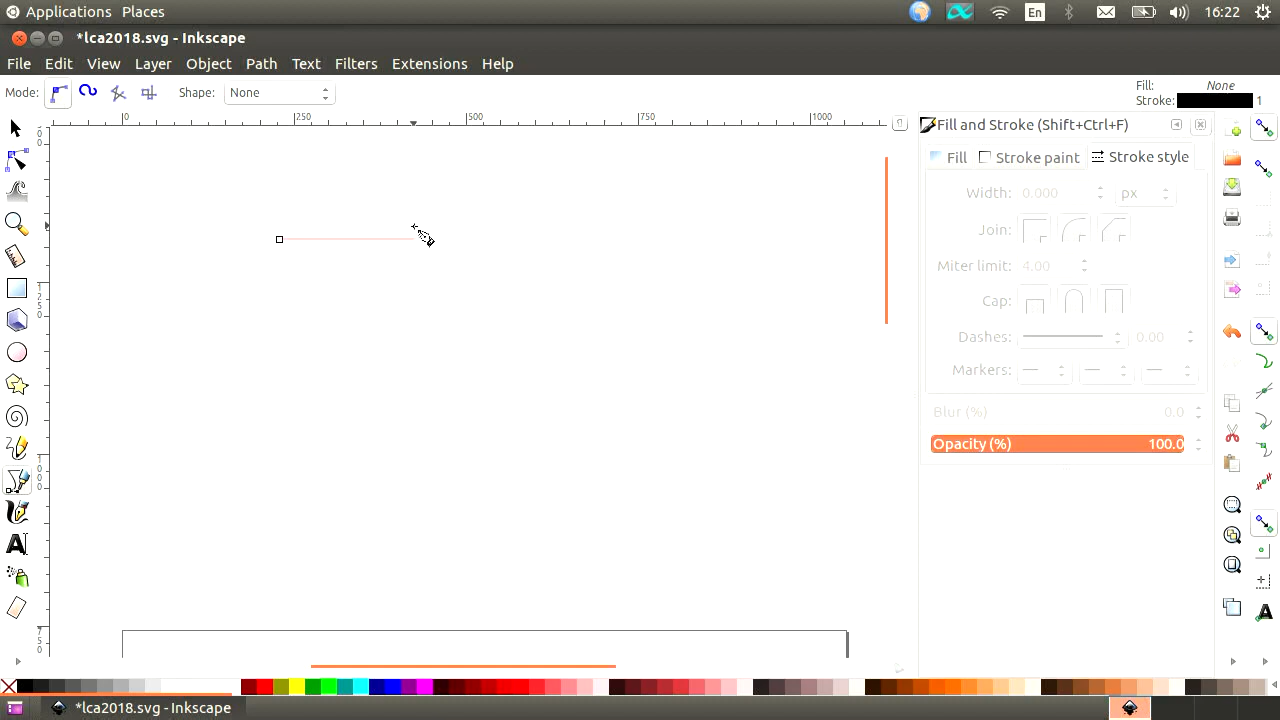 Applications Places En 16:22
*lca2018.svg - Inkscape
File Edit View Layer Object Path Text Filters Extensions Help
Mode: Shape: None
Fill: None
Stroke: 1
0 250 500 750 1000
Fill and Stroke (Shift+Ctrl+F)
Fill Stroke paint Stroke style
Width: 0.000 px
Join:
Miter limit: 4.00
Cap:
1250
Dashes: 0.00
Markers:
Blur (%) 0.0
Opacity (%) 100.0
1000
750
*lca2018.svg - Inkscape